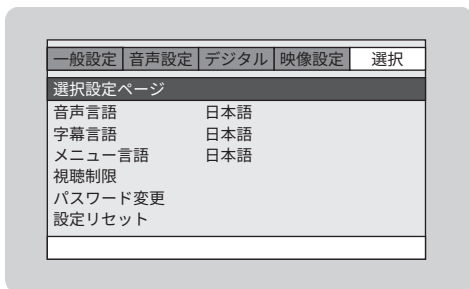 一般設定 音声設定 デジタル 映像設定 選択
選択設定ページ
音声言語 日本語
字幕言語 日本語
メニュー言語 日本語
視聴制限
パスワード変更
設定リセット